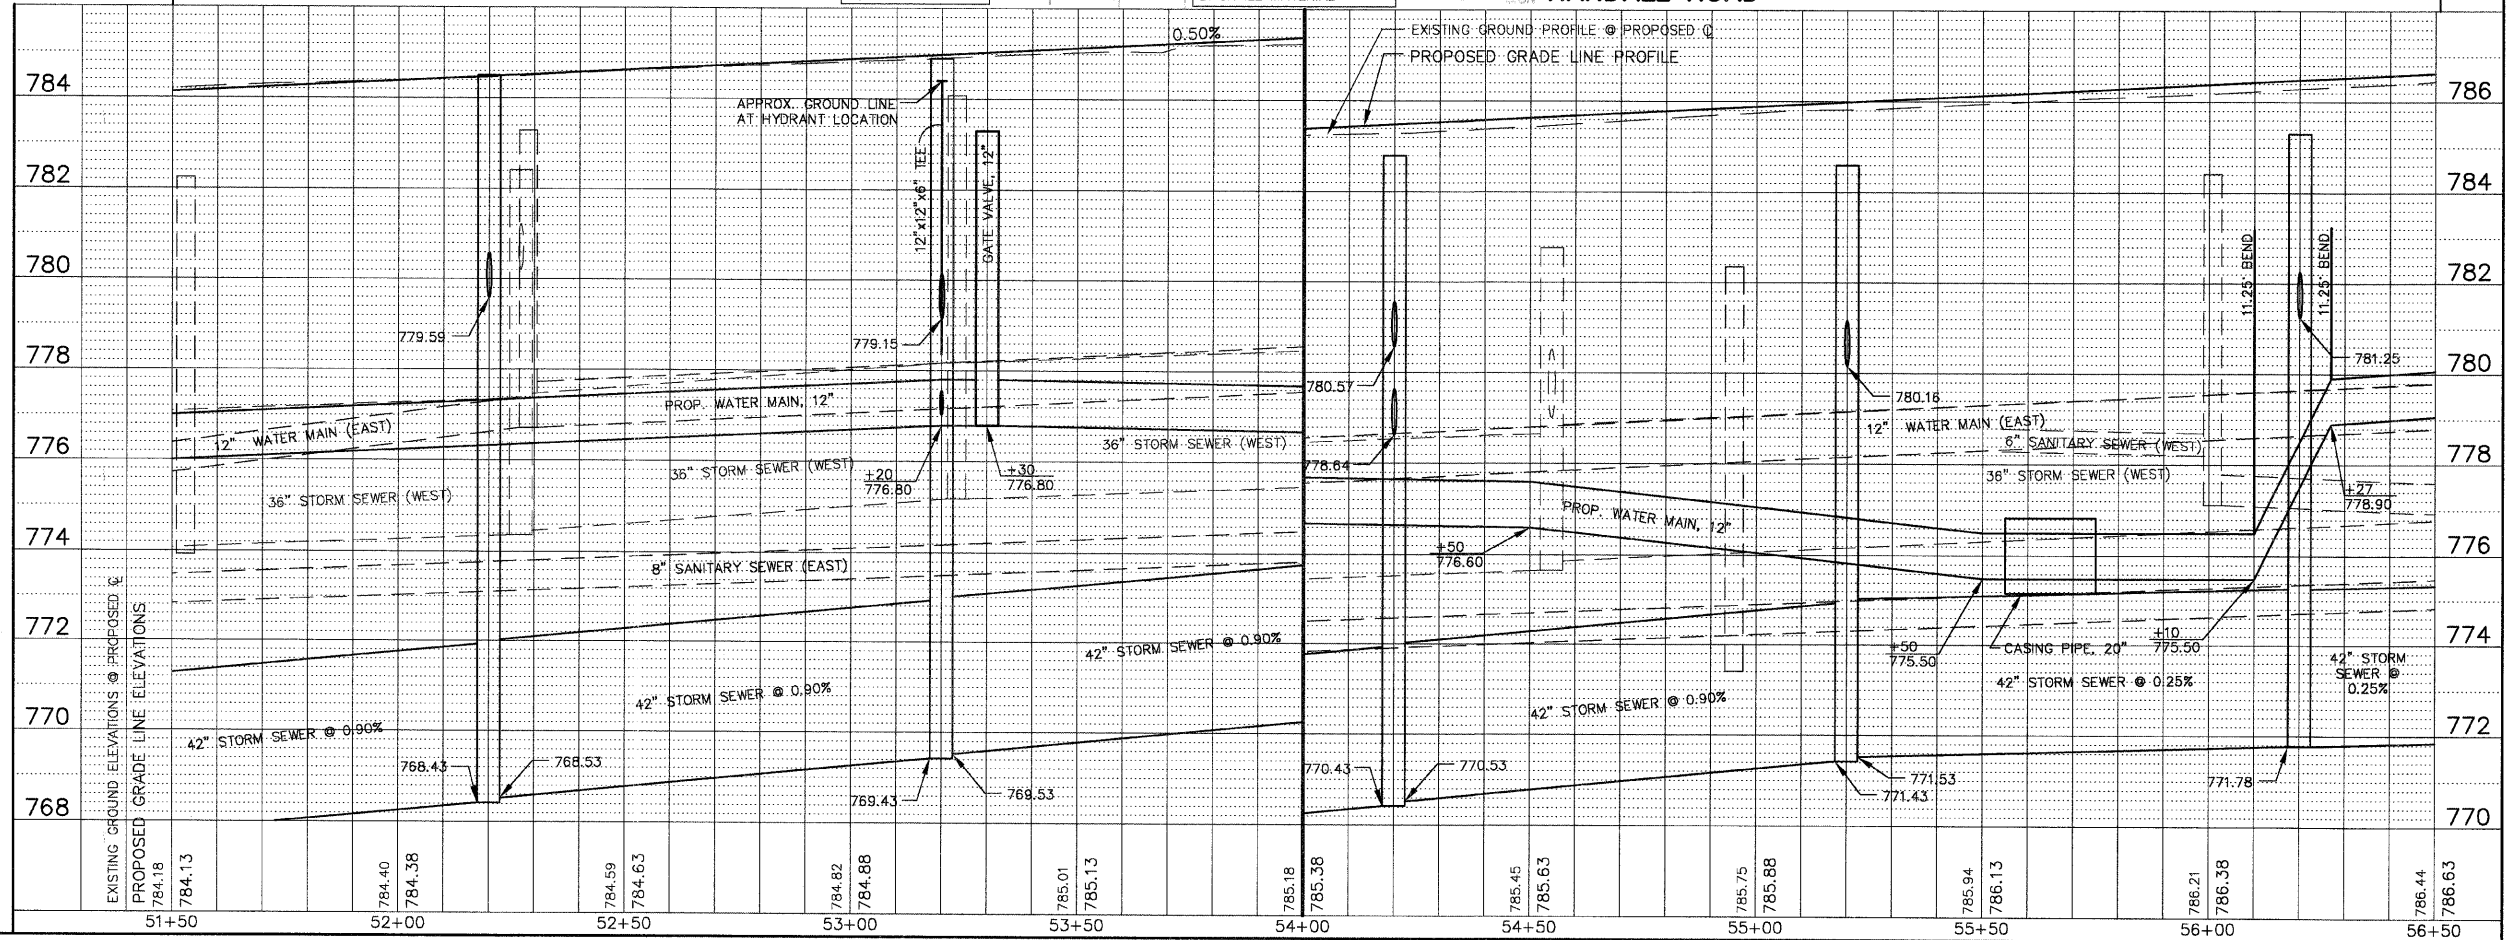 0.50%
EXISTING GROUND PROFILE @ PROPOSED ℄
PROPOSED GRADE LINE PROFILE
784
782
780
778
776
774
772
770
768
786
784
782
780
778
776
774
772
770
APPROX. GROUND LINE
AT HYDRANT LOCATION
12"x12"x6" TEE
GATE VALVE, 12"
779.59
779.15
780.57
780.16
781.25
11.25° BEND
11.25° BEND
PROP. WATER MAIN, 12"
12" WATER MAIN (EAST)
36" STORM SEWER (WEST)
36" STORM SEWER (WEST)
+20
776.80
+30
776.80
36" STORM SEWER (WEST)
778.64
12" WATER MAIN (EAST)
6" SANITARY SEWER (WEST)
36" STORM SEWER (WEST)
+27
778.90
PROP. WATER MAIN, 12"
+50
776.60
8" SANITARY SEWER (EAST)
42" STORM SEWER @ 0.90%
42" STORM SEWER @ 0.90%
42" STORM SEWER @ 0.90%
42" STORM SEWER @ 0.90%
+50
775.50
CASING PIPE, 20"
+10
775.50
42" STORM SEWER @ 0.25%
42" STORM
SEWER @
0.25%
768.43
768.53
769.43
769.53
770.43
770.53
771.53
771.43
771.78
EXISTING GROUND ELEVATIONS @ PROPOSED ℄
PROPOSED GRADE LINE ELEVATIONS
784.18
784.13
784.40
784.38
784.59
784.63
784.82
784.88
785.01
785.13
785.18
785.38
785.45
785.63
785.75
785.88
785.94
786.13
786.21
786.38
786.44
786.63
51+50
52+00
52+50
53+00
53+50
54+00
54+50
55+00
55+50
56+00
56+50